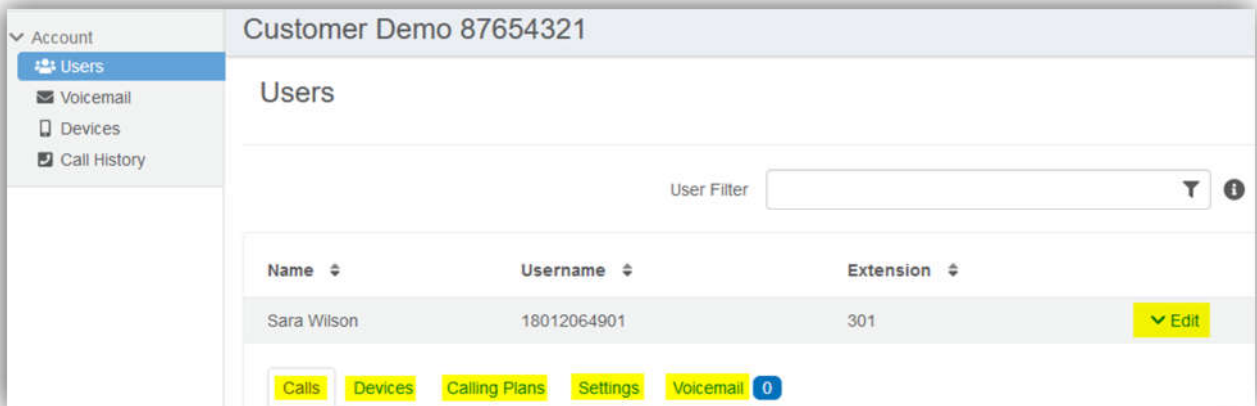 Account
Users
Voicemail
Devices
Call History
Customer Demo 87654321
Users
User Filter
Name Username Extension
Sara Wilson 18012064901 301 Edit
Calls Devices Calling Plans Settings Voicemail 0